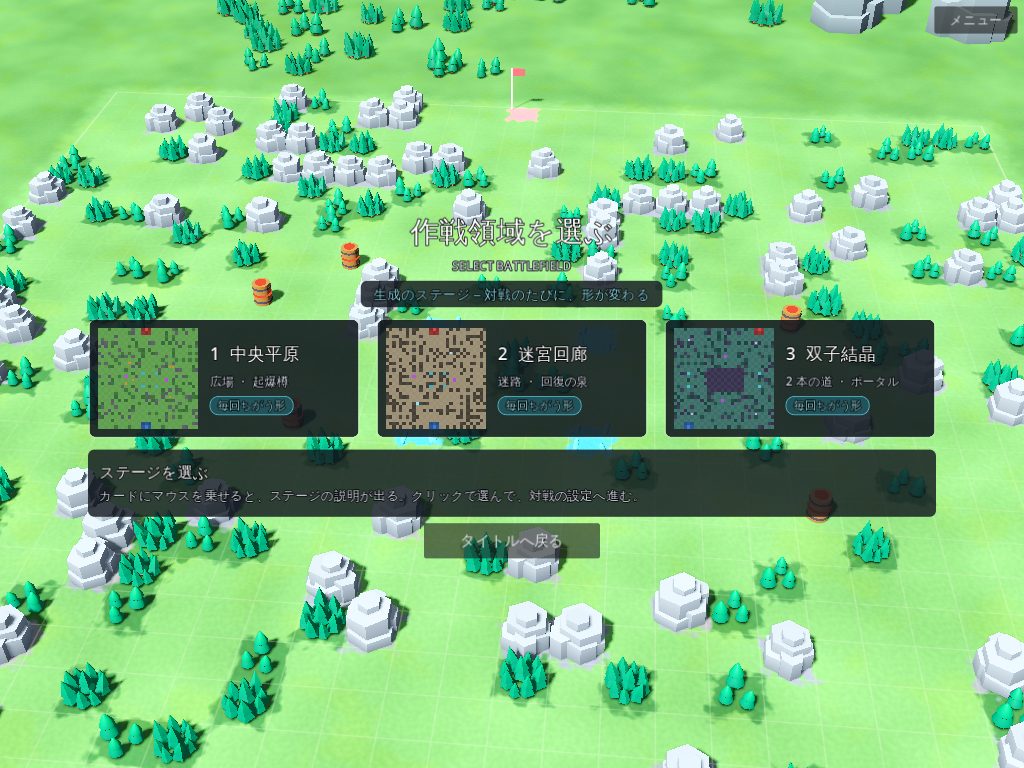 メニュー
作戦領域を選ぶ
SELECT BATTLEFIELD
生成のステージ – 対戦のたびに、形が変わる
1 中央平原
広場 · 起爆樽
毎回ちがう形
2 迷宮回廊
迷路 · 回復の泉
毎回ちがう形
3 双子結晶
2 本の道 · ポータル
毎回ちがう形
ステージを選ぶ
カードにマウスを乗せると、ステージの説明が出る。クリックで選んで、対戦の設定へ進む。
タイトルへ戻る